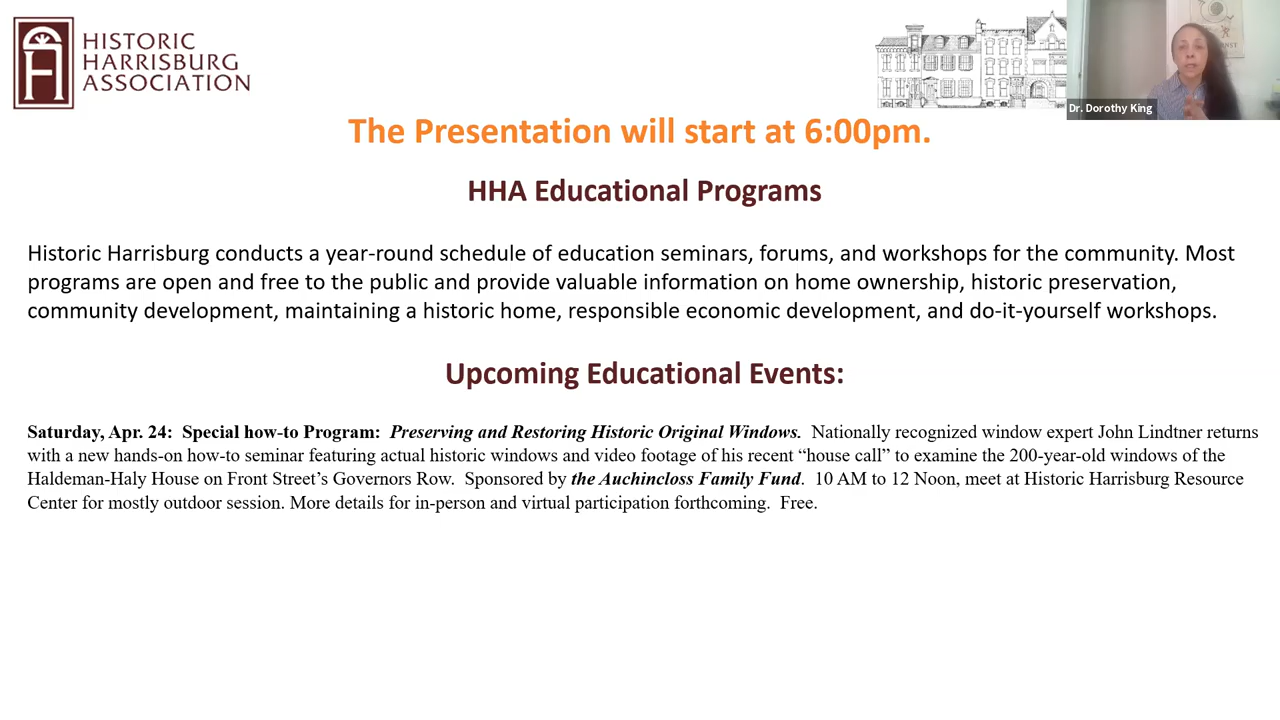 HISTORIC
HARRISBURG
ASSOCIATION
Dr. Dorothy King
The Presentation will start at 6:00pm.
HHA Educational Programs
Historic Harrisburg conducts a year-round schedule of education seminars, forums, and workshops for the community. Most
programs are open and free to the public and provide valuable information on home ownership, historic preservation,
community development, maintaining a historic home, responsible economic development, and do-it-yourself workshops.
Upcoming Educational Events:
Saturday, Apr. 24:  Special how-to Program:  Preserving and Restoring Historic Original Windows.  Nationally recognized window expert John Lindtner returns
with a new hands-on how-to seminar featuring actual historic windows and video footage of his recent “house call” to examine the 200-year-old windows of the
Haldeman-Haly House on Front Street’s Governors Row.  Sponsored by the Auchincloss Family Fund.  10 AM to 12 Noon, meet at Historic Harrisburg Resource
Center for mostly outdoor session. More details for in-person and virtual participation forthcoming.  Free.